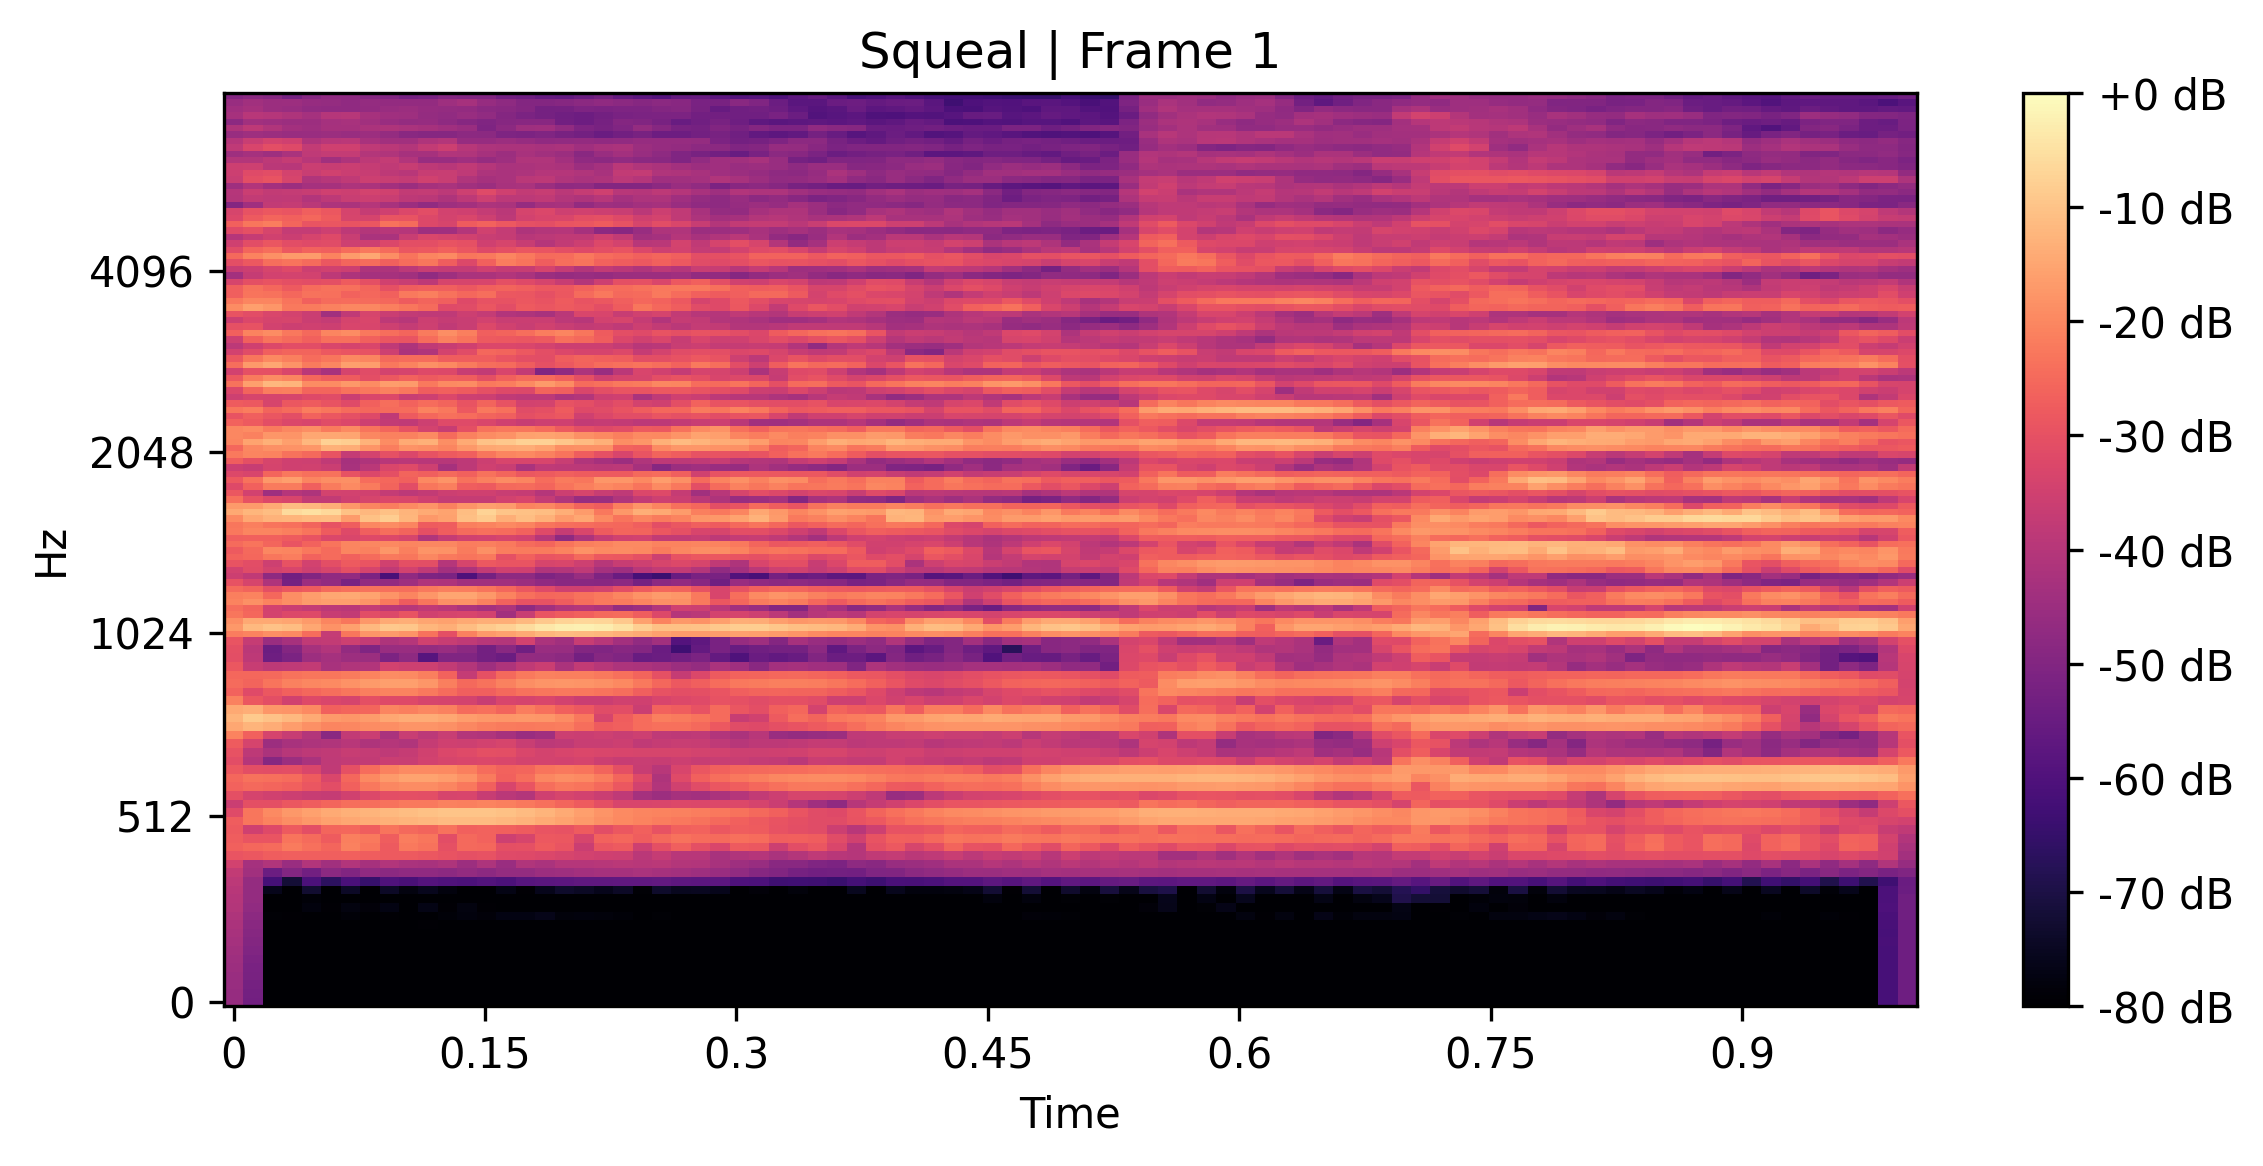 Squeal | Frame 1
+0 dB
-10 dB
-20 dB
-30 dB
-40 dB
-50 dB
-60 dB
-70 dB
-80 dB
Hz
4096
2048
1024
512
0
0 0.15 0.3 0.45 0.6 0.75 0.9
Time